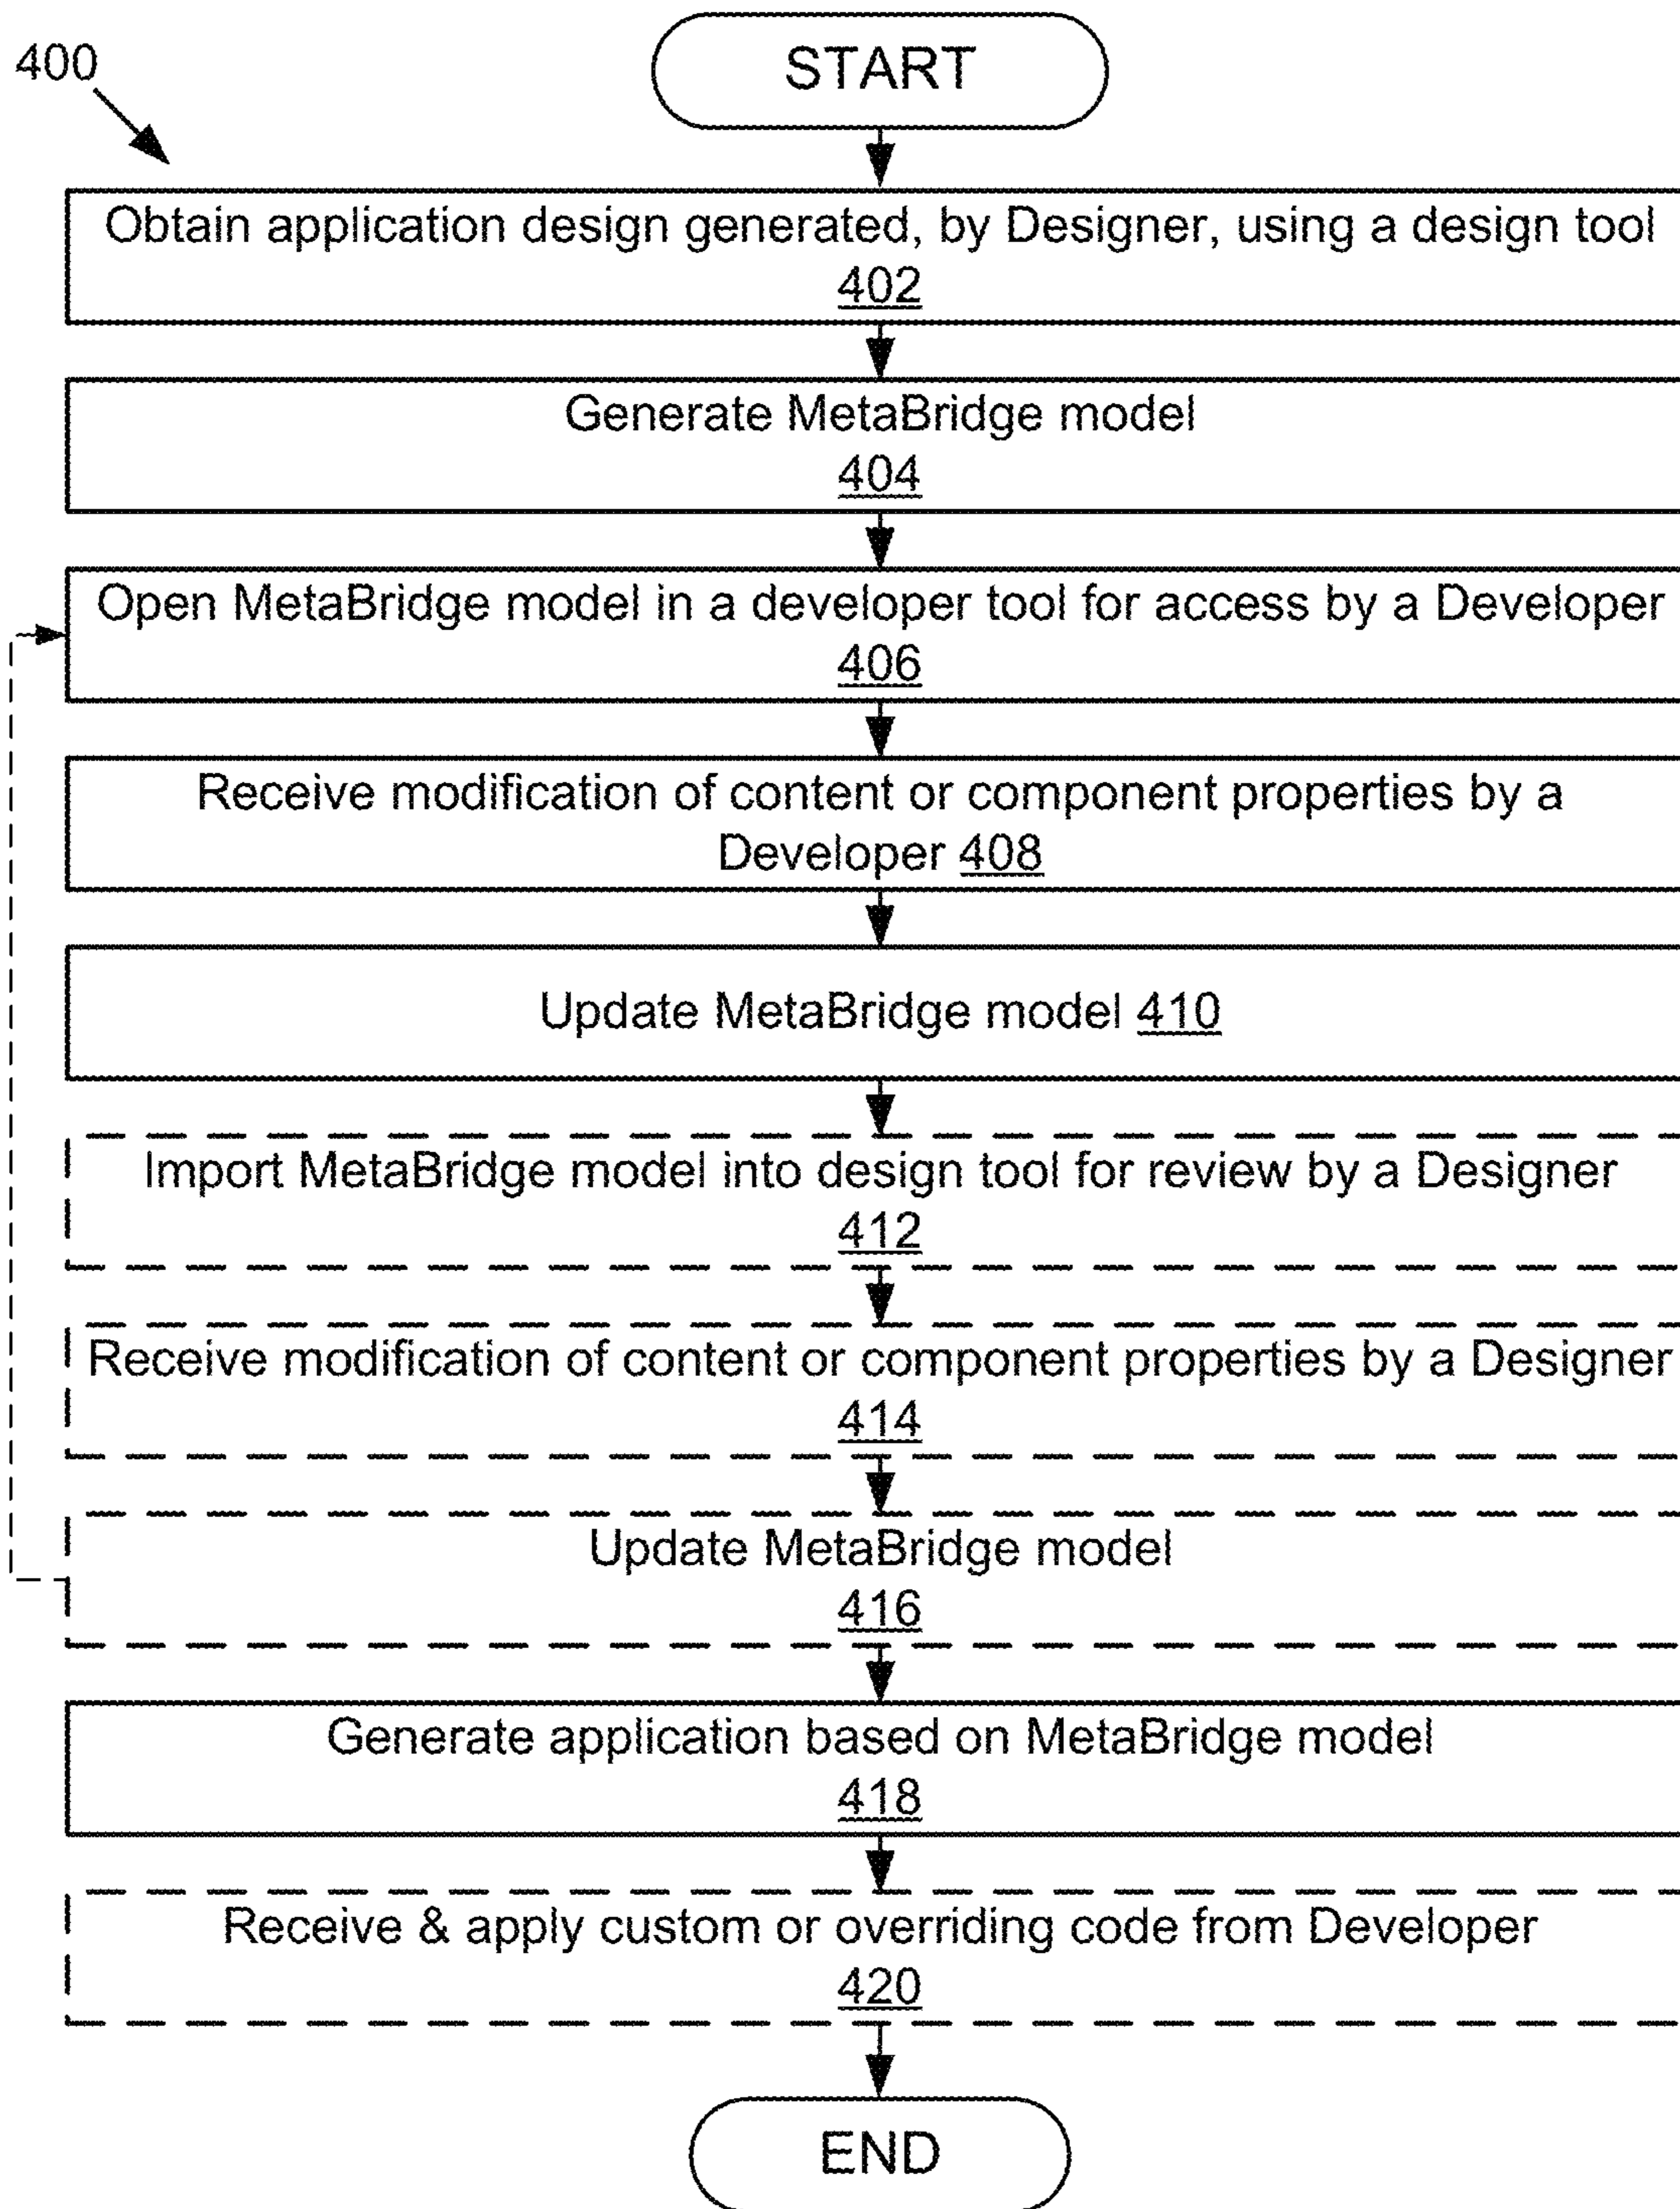 400
START
Obtain application design generated, by Designer, using a design tool
402
Generate MetaBridge model
404
Open MetaBridge model in a developer tool for access by a Developer
406
Receive modification of content or component properties by a
Developer 408
Update MetaBridge model 410
Import MetaBridge model into design tool for review by a Designer
412
Receive modification of content or component properties by a Designer
414
Update MetaBridge model
416
Generate application based on MetaBridge model
418
Receive & apply custom or overriding code from Developer
420
END